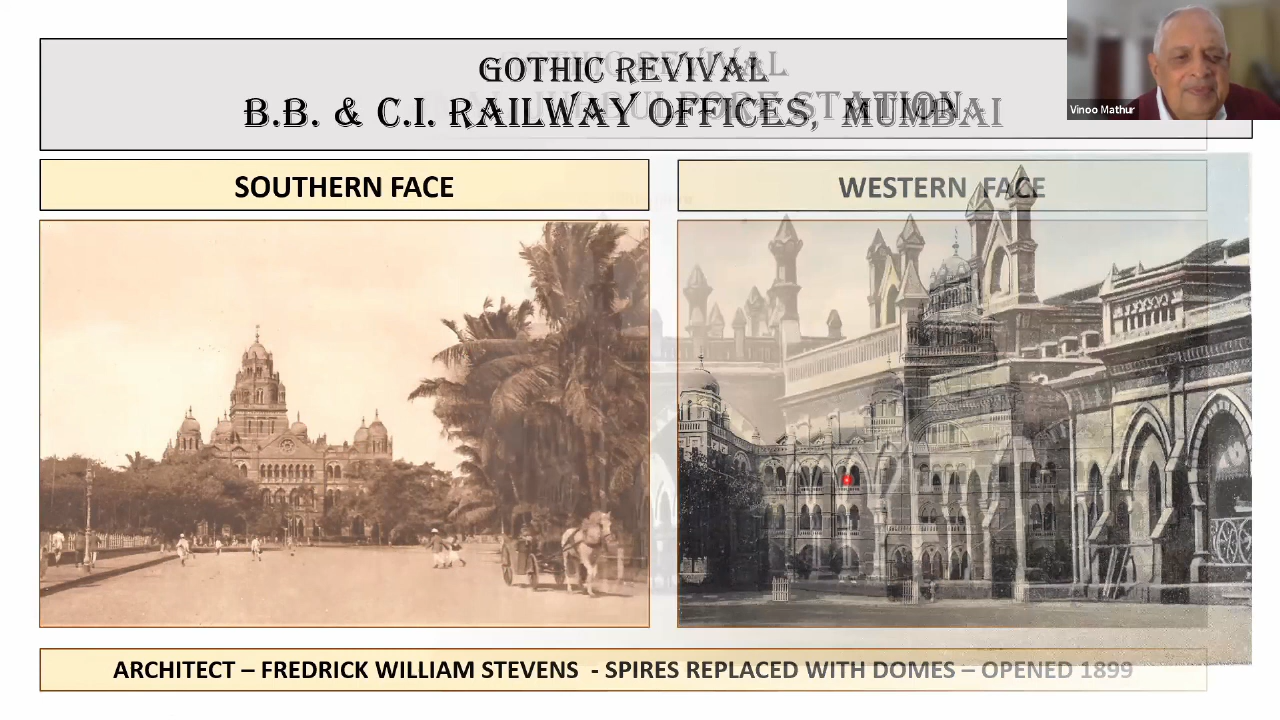 GOTHIC REVIVAL
B.B. & C.I. RAILWAY OFFICES, MUMBAI
Vinoo Mathur
SOUTHERN FACE
WESTERN FACE
ARCHITECT – FREDRICK WILLIAM STEVENS - SPIRES REPLACED WITH DOMES – OPENED 1899